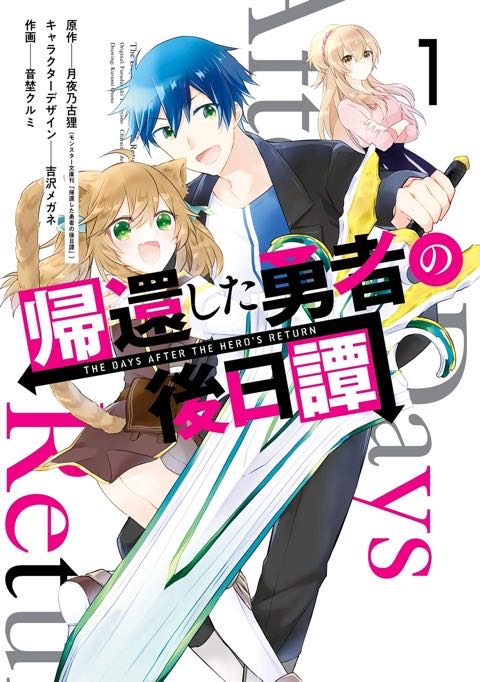 原作――月夜乃古狸(モンスター文庫刊「帰還した勇者の後日譚」)
キャラクターデザイン――吉沢メガネ
作画――音埜クルミ
1
帰還した勇者の
THE DAYS AFTER THE HERO'S RETURN
後日譚
Days